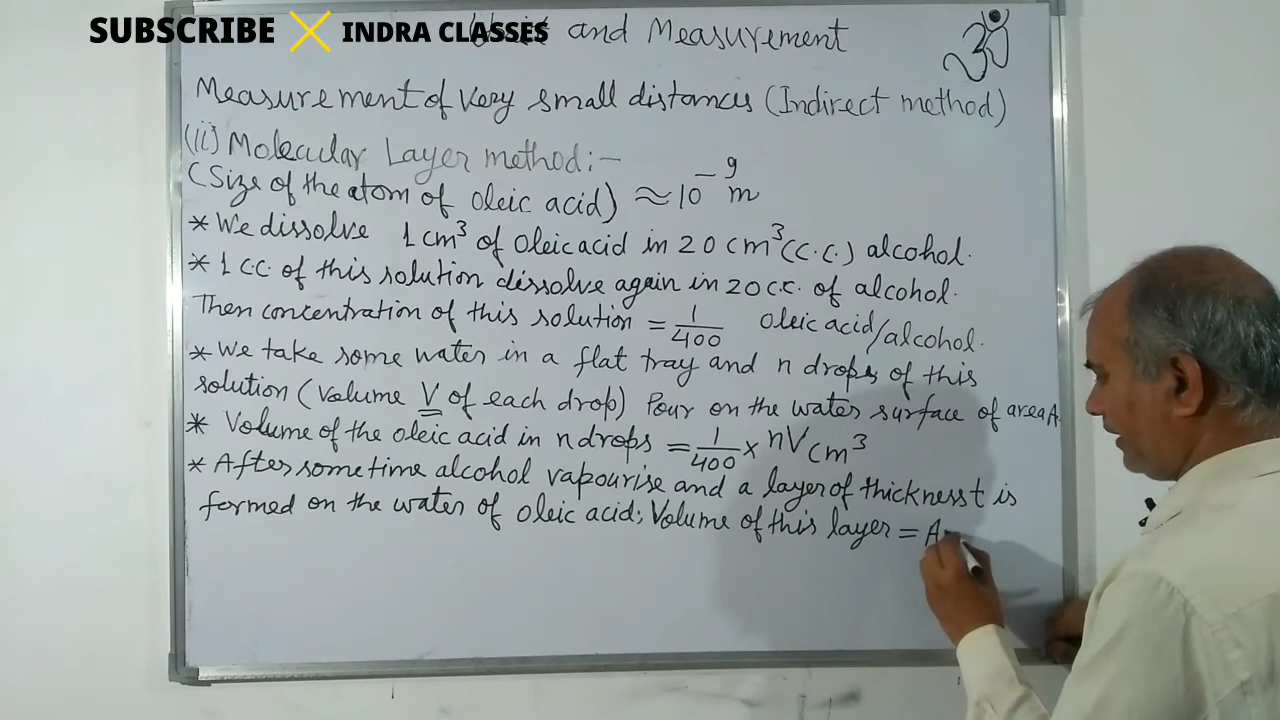 SUBSCRIBE INDRA CLASSES
and Measurement
ॐ
Measurement of Very small distances (Indirect method)
(ii) Molecular Layer method:-
(Size of the atom of oleic acid) ≈ 10⁻⁹ m
* We dissolve 1 cm³ of oleic acid in 20 cm³ (c.c.) alcohol.
* 1 cc. of this solution dissolve again in 20 c.c. of alcohol.
Then concentration of this solution = 1/400 oleic acid/alcohol.
* We take some water in a flat tray and n drops of this
solution (Volume V of each drop) Pour on the water surface of area A.
* Volume of the oleic acid in n drops = 1/400 × nV cm³
* After some time alcohol vapourise and a layer of thickness t is
formed on the water of oleic acid; Volume of this layer = A